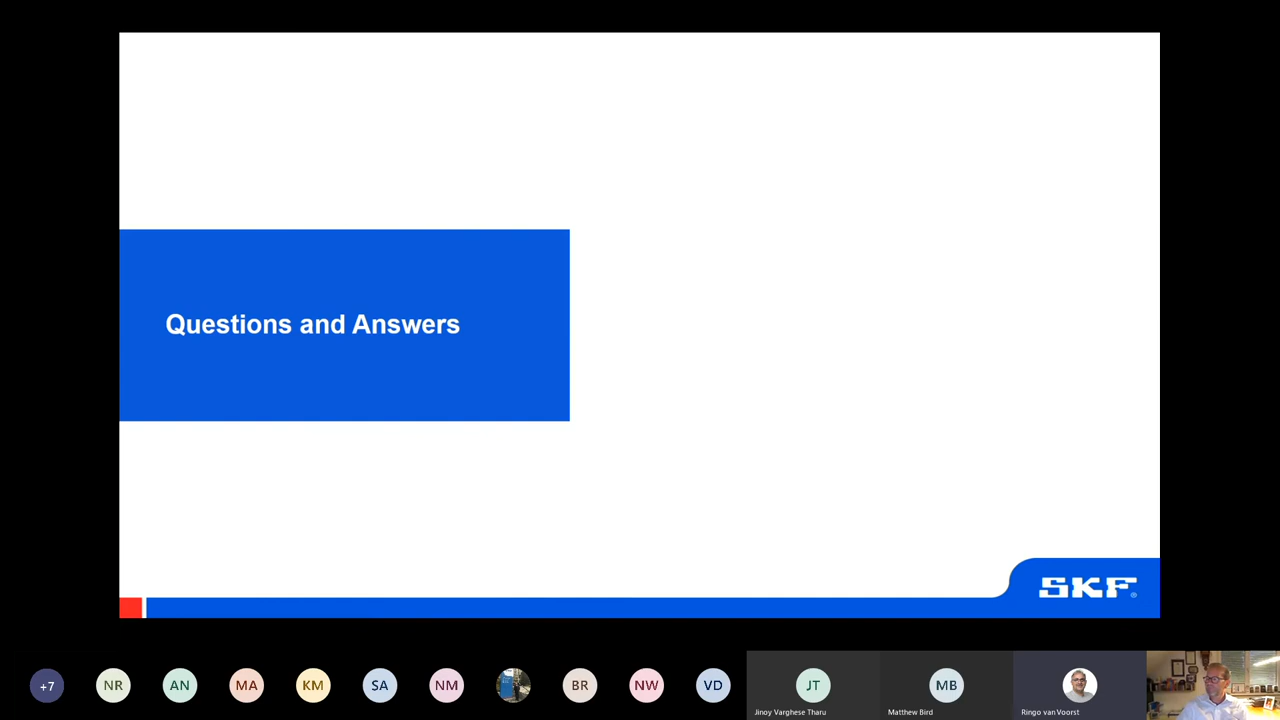 Questions and Answers
SKF
+7
NR
AN
MA
KM
SA
NM
BR
NW
VD
JT
MB
Jinoy Varghese Tharu
Matthew Bird
Ringo van Voorst